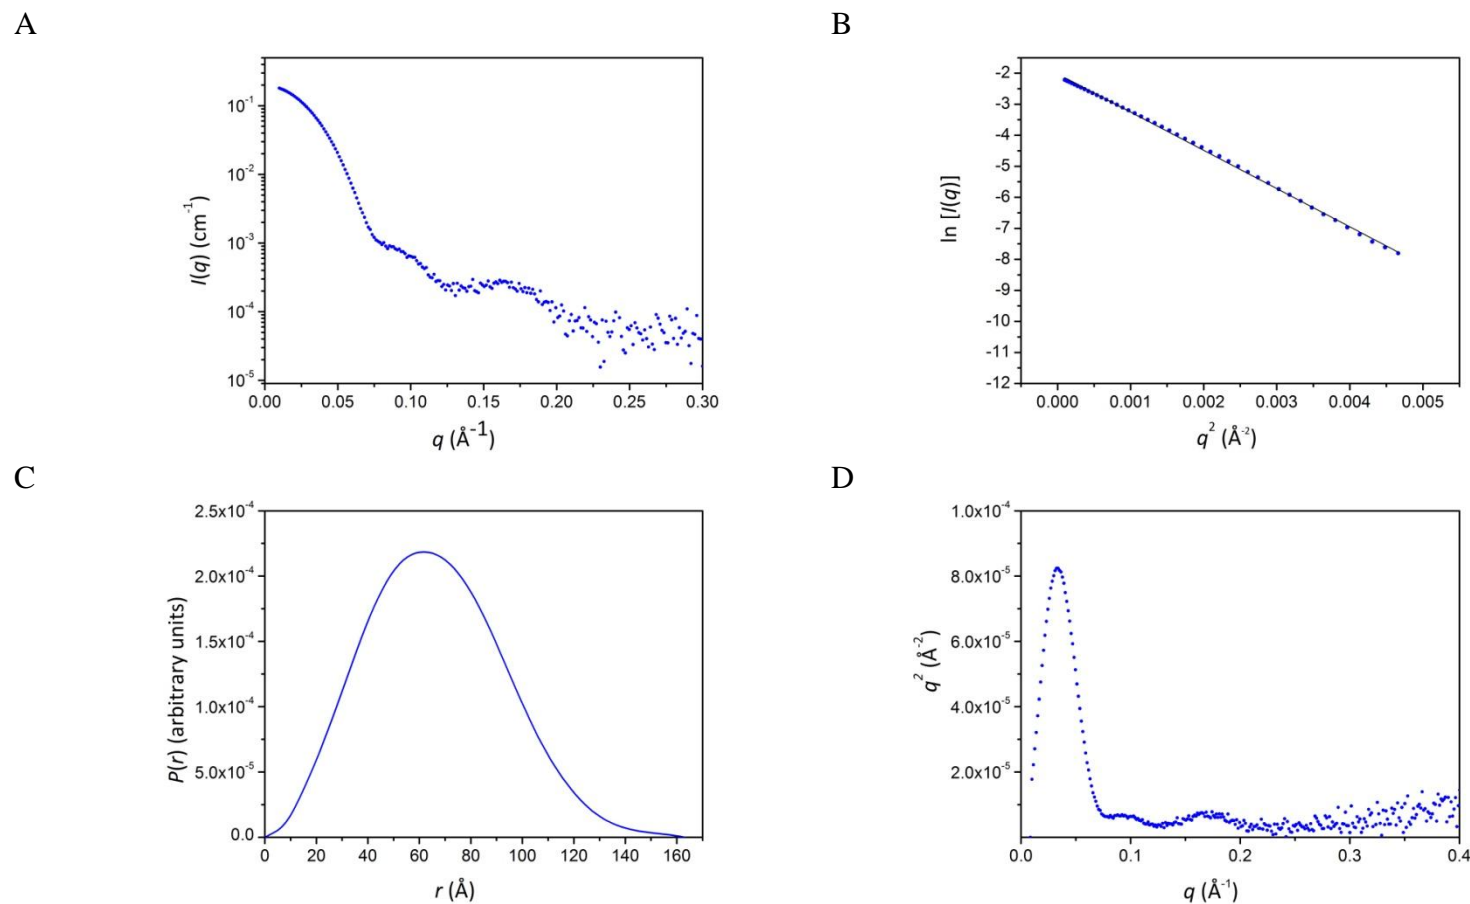 A
10⁻¹
10⁻²
10⁻³
10⁻⁴
10⁻⁵
I(q) (cm⁻¹)
0.00 0.05 0.10 0.15 0.20 0.25 0.30
q (Å⁻¹)
B
-2
-3
-4
-5
-6
-7
-8
-9
-10
-11
-12
ln [I(q)]
0.000 0.001 0.002 0.003 0.004 0.005
q² (Å⁻²)
C
2.5x10⁻⁴
2.0x10⁻⁴
1.5x10⁻⁴
1.0x10⁻⁴
5.0x10⁻⁵
0.0
P(r) (arbitrary units)
0 20 40 60 80 100 120 140 160
r (Å)
D
1.0x10⁻⁴
8.0x10⁻⁵
6.0x10⁻⁵
4.0x10⁻⁵
2.0x10⁻⁵
q² (Å⁻²)
0.0 0.1 0.2 0.3 0.4
q (Å⁻¹)